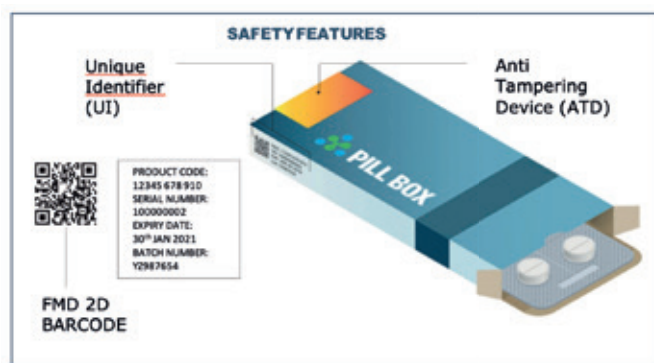 SAFETY FEATURES
Unique
Identifier
(UI)
Anti
Tampering
Device (ATD)
PILL BOX
PRODUCT CODE:
12345 678 910
SERIAL NUMBER:
100000002
EXPIRY DATE:
30TH JAN 2021
BATCH NUMBER:
YZ987654
FMD 2D
BARCODE